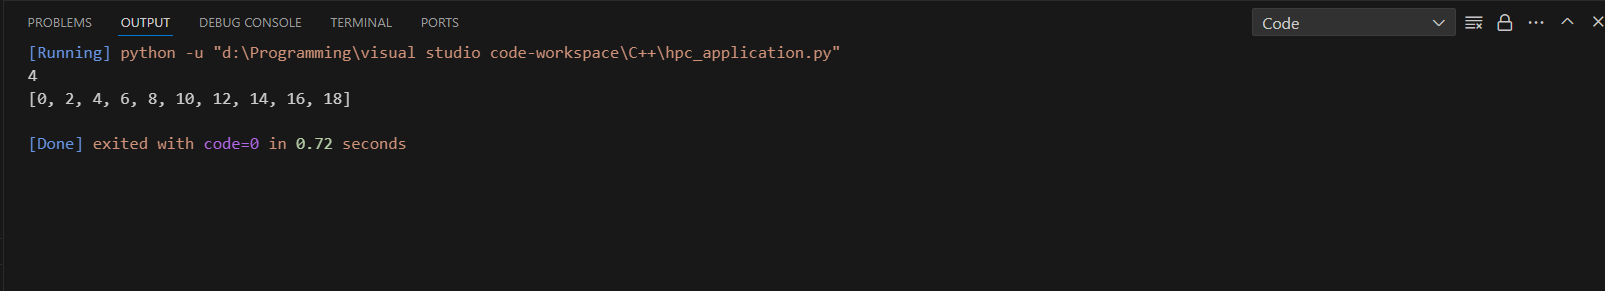 PROBLEMS OUTPUT DEBUG CONSOLE TERMINAL PORTS Code
[Running] python -u "d:\Programming\visual studio code-workspace\C++\hpc_application.py"
4
[0, 2, 4, 6, 8, 10, 12, 14, 16, 18]
[Done] exited with code=0 in 0.72 seconds